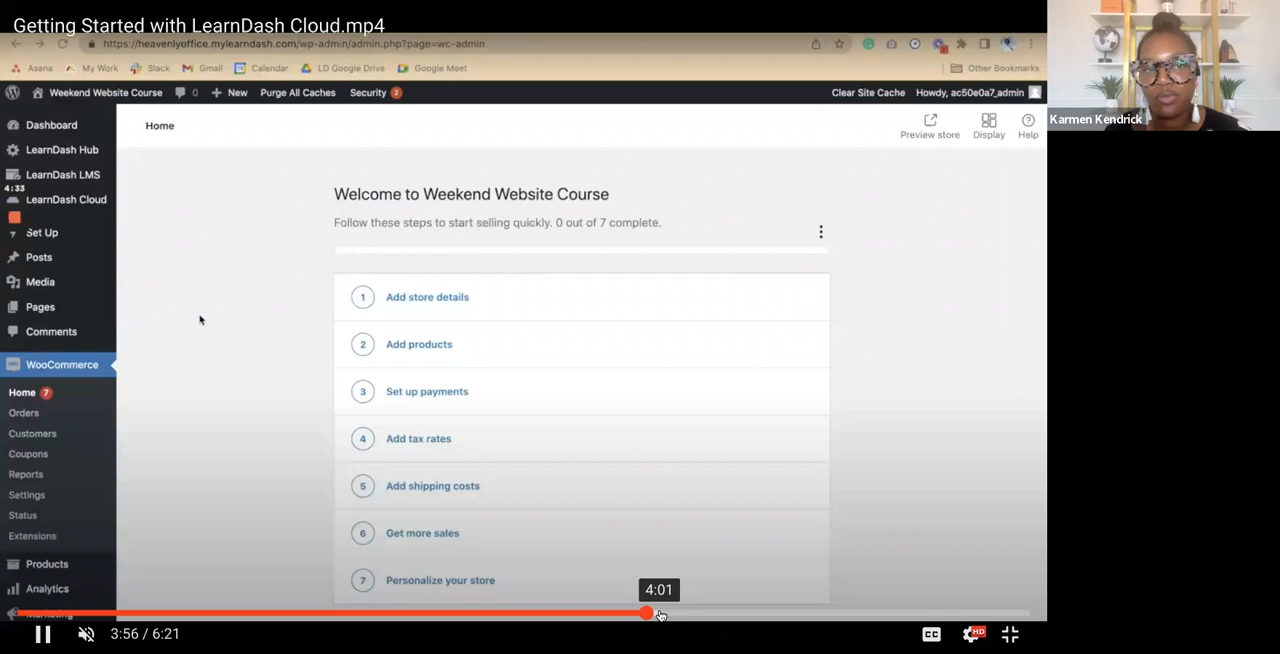 Getting Started with LearnDash Cloud.mp4
https://heavenlyoffice.mylearndash.com/wp-admin/admin.php?page=wc-admin
Asana My Work Slack Gmail Calendar LD Google Drive Google Meet Other Bookmarks
Weekend Website Course 0 New Purge All Caches Security 2 Clear Site Cache Howdy, ac50e0a7_admin
Karmen Kendrick
Dashboard
LearnDash Hub
LearnDash LMS
4:33
LearnDash Cloud
Set Up
Posts
Media
Pages
Comments
WooCommerce
Home 7
Orders
Customers
Coupons
Reports
Settings
Status
Extensions
Products
Analytics
Marketing
Home
Preview store Display Help
Welcome to Weekend Website Course
Follow these steps to start selling quickly. 0 out of 7 complete.
1 Add store details
2 Add products
3 Set up payments
4 Add tax rates
5 Add shipping costs
6 Get more sales
7 Personalize your store
4:01
3:56 / 6:21
CC HD